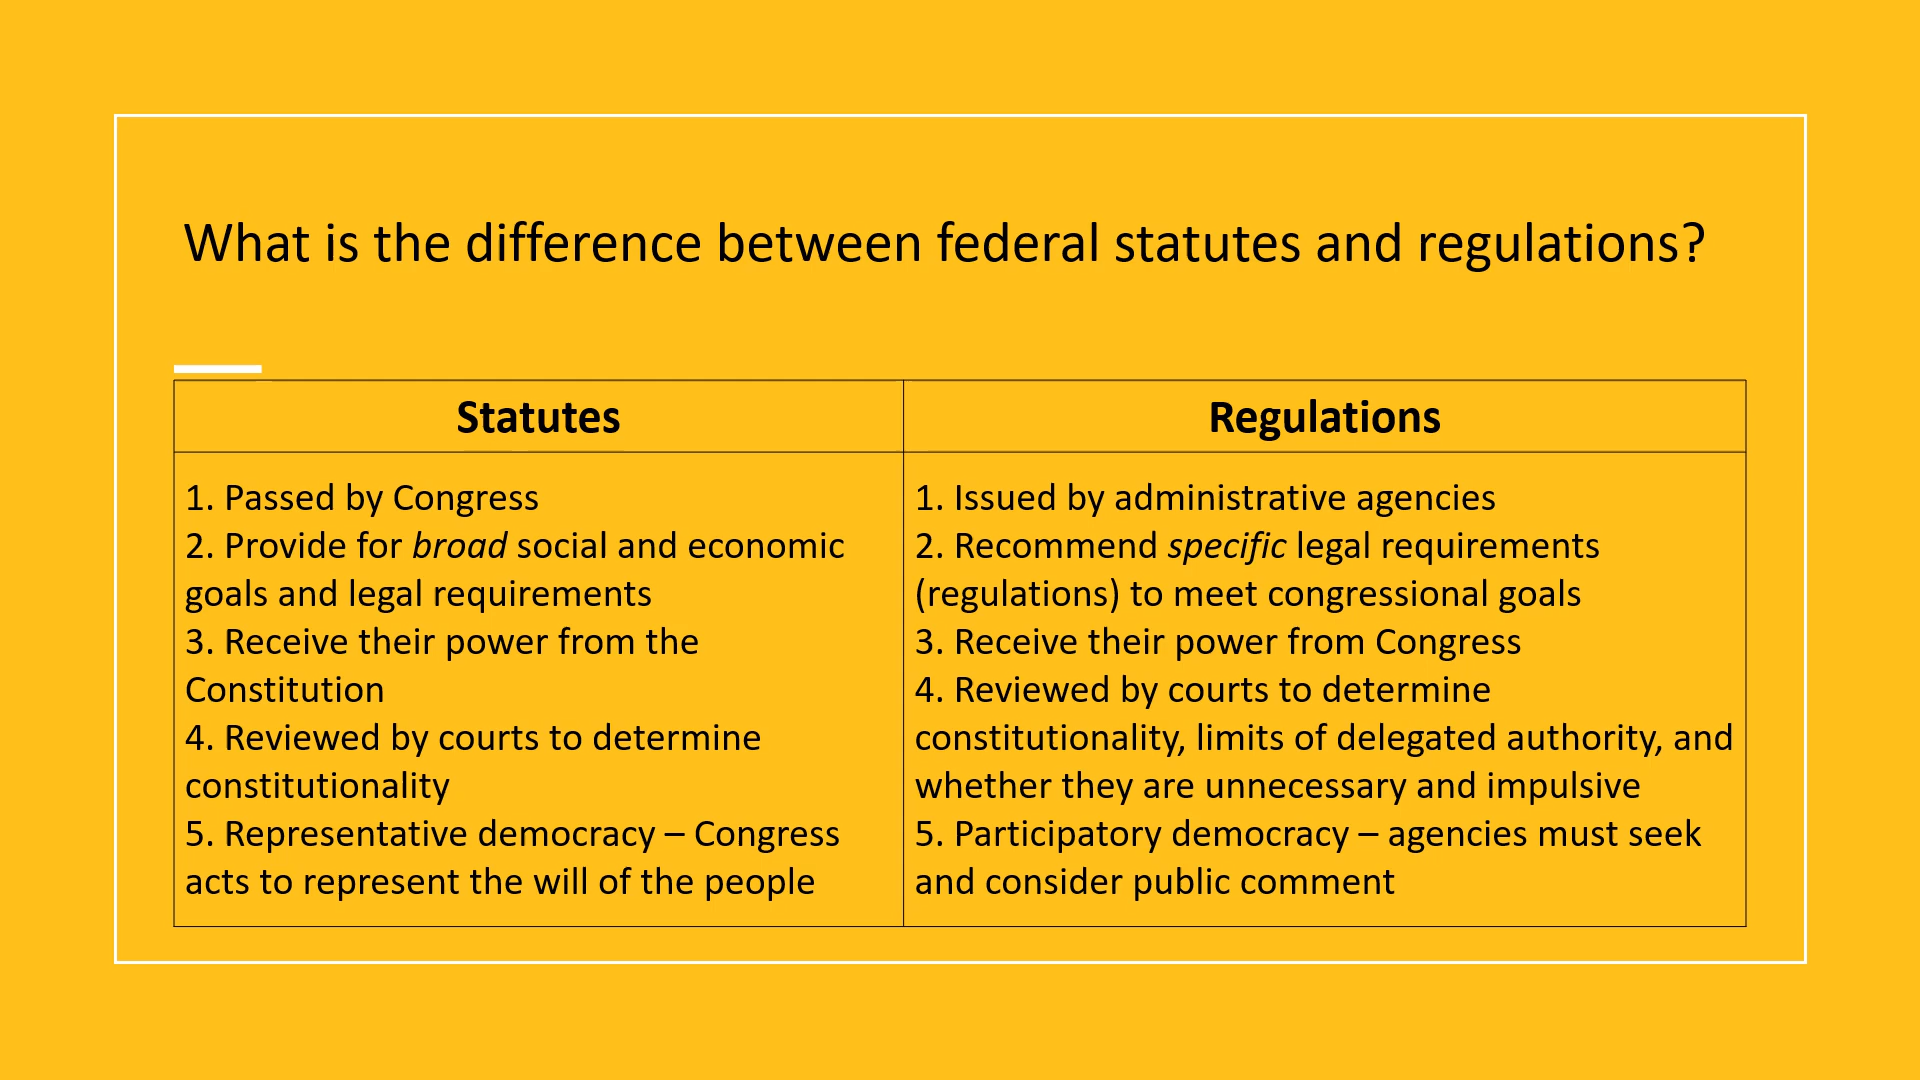 What is the difference between federal statutes and regulations?
Statutes
1. Passed by Congress
2. Provide for broad social and economic
goals and legal requirements
3. Receive their power from the
Constitution
4. Reviewed by courts to determine
constitutionality
5. Representative democracy – Congress
acts to represent the will of the people
Regulations
1. Issued by administrative agencies
2. Recommend specific legal requirements
(regulations) to meet congressional goals
3. Receive their power from Congress
4. Reviewed by courts to determine
constitutionality, limits of delegated authority, and
whether they are unnecessary and impulsive
5. Participatory democracy – agencies must seek
and consider public comment